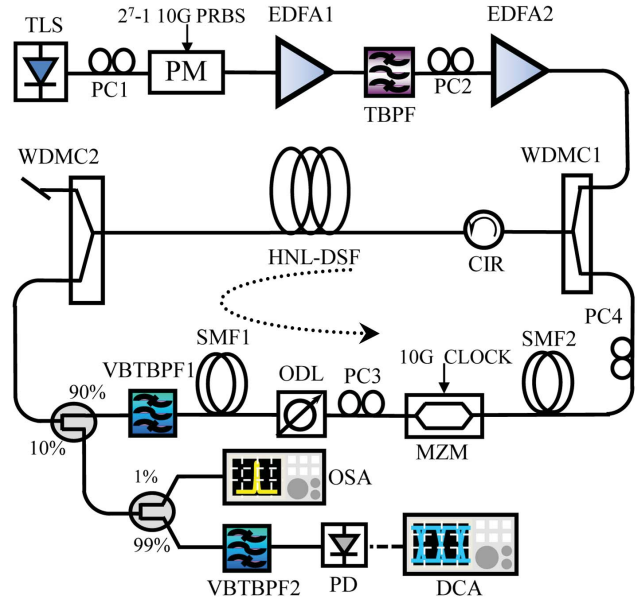 TLS
2⁷-1 10G PRBS
EDFA1
EDFA2
PC1
PM
TBPF
PC2
WDMC2
WDMC1
HNL-DSF
CIR
PC4
SMF1
SMF2
VBTBPF1
ODL
PC3
10G CLOCK
90%
10%
MZM
1%
OSA
99%
VBTBPF2
PD
DCA